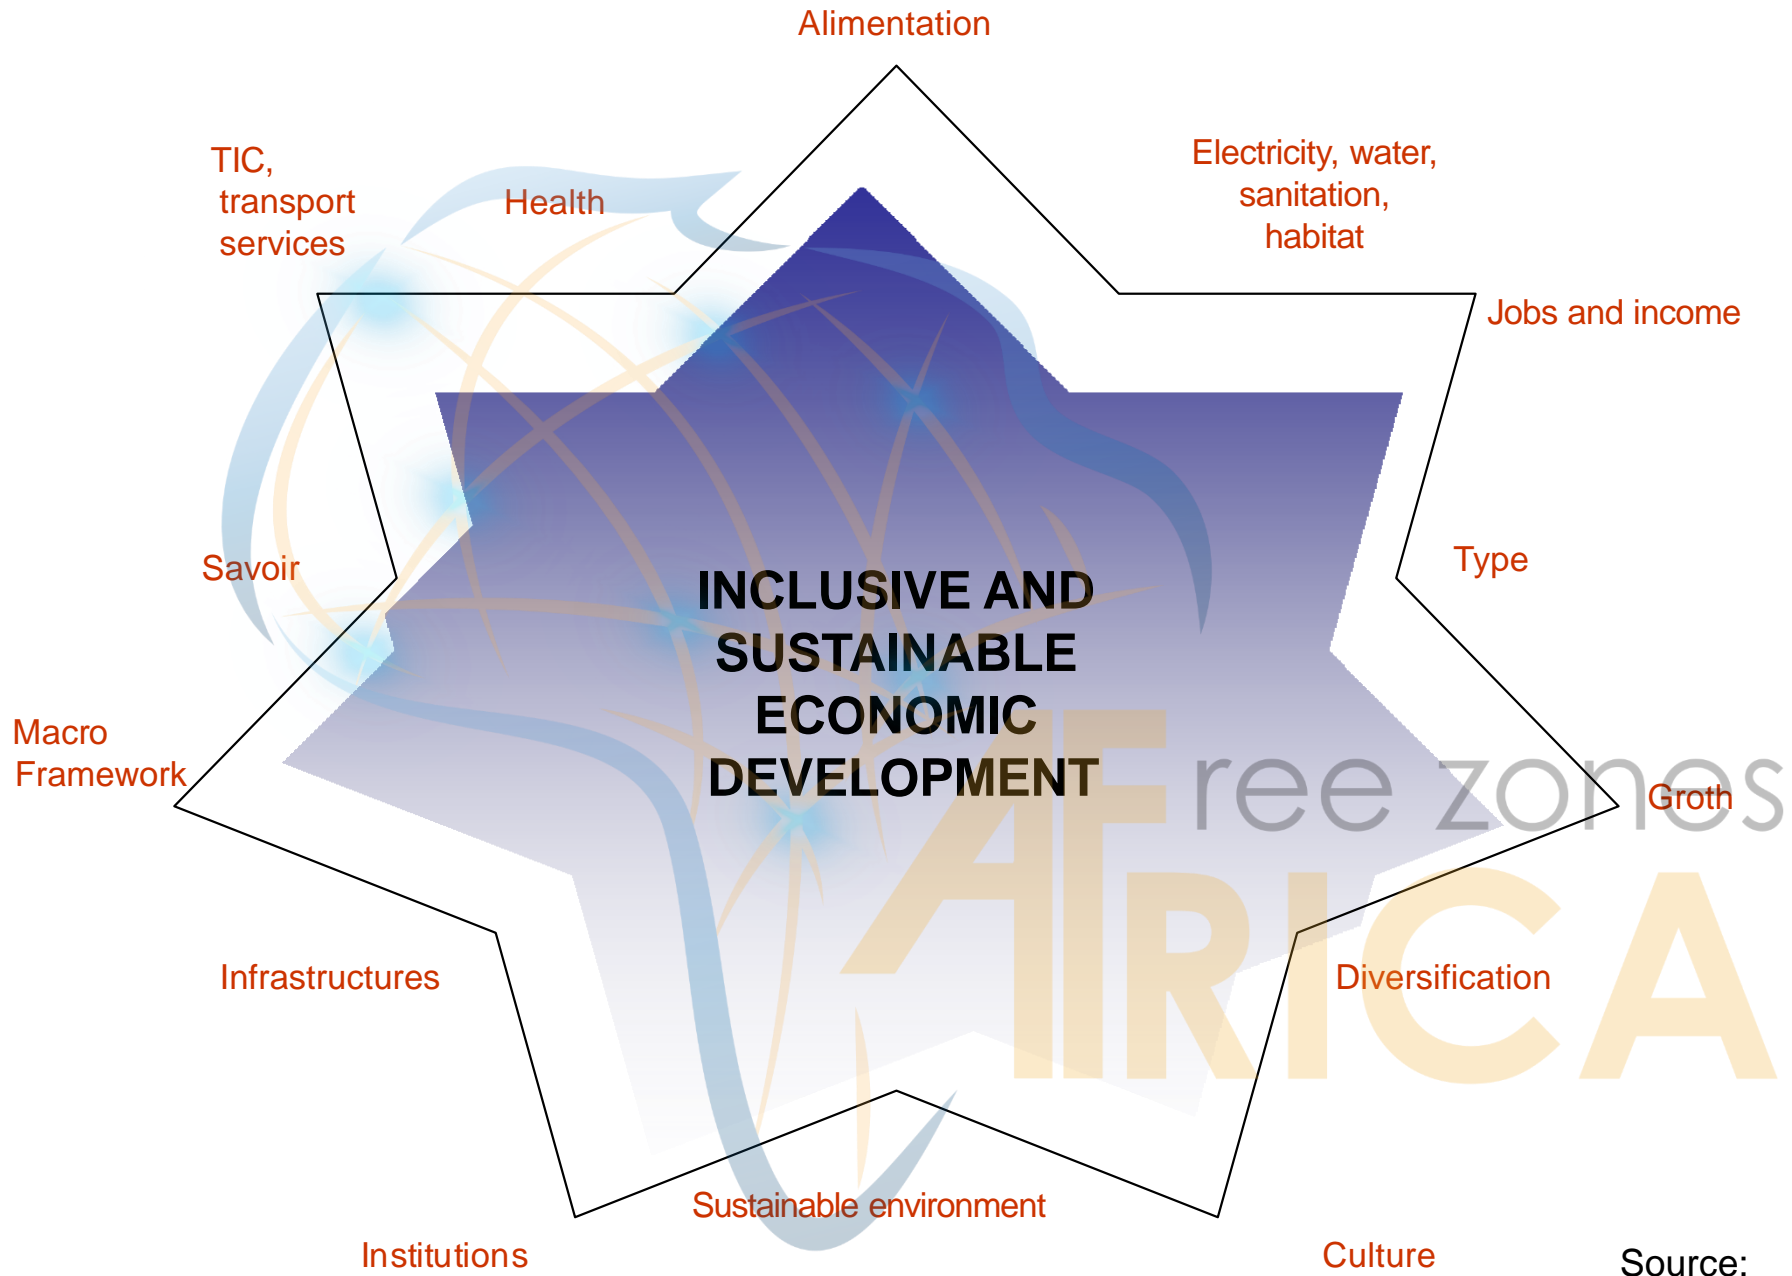 Alimentation
TIC,
transport
services
Health
Electricity, water,
sanitation,
habitat
Jobs and income
Savoir
Type
INCLUSIVE AND
SUSTAINABLE
ECONOMIC
DEVELOPMENT
Macro
Framework
Groth
Free zones
AFRICA
Infrastructures
Diversification
Sustainable environment
Institutions
Culture
Source: